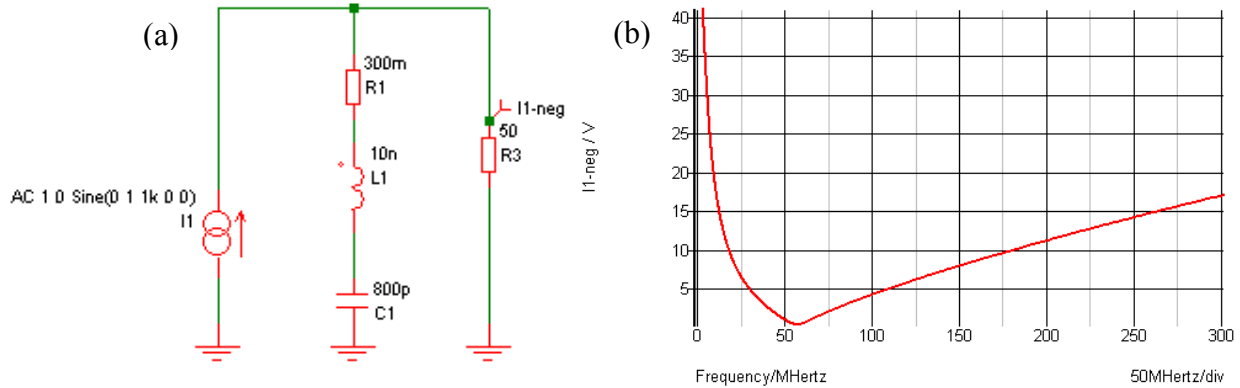 (a)
300m
R1
I1-neg
50
R3
10n
L1
AC 1 0 Sine(0 1 1k 0 0)
I1
800p
C1
(b)
I1-neg / V
40
35
30
25
20
15
10
5
0 50 100 150 200 250 300
Frequency/MHertz 50MHertz/div